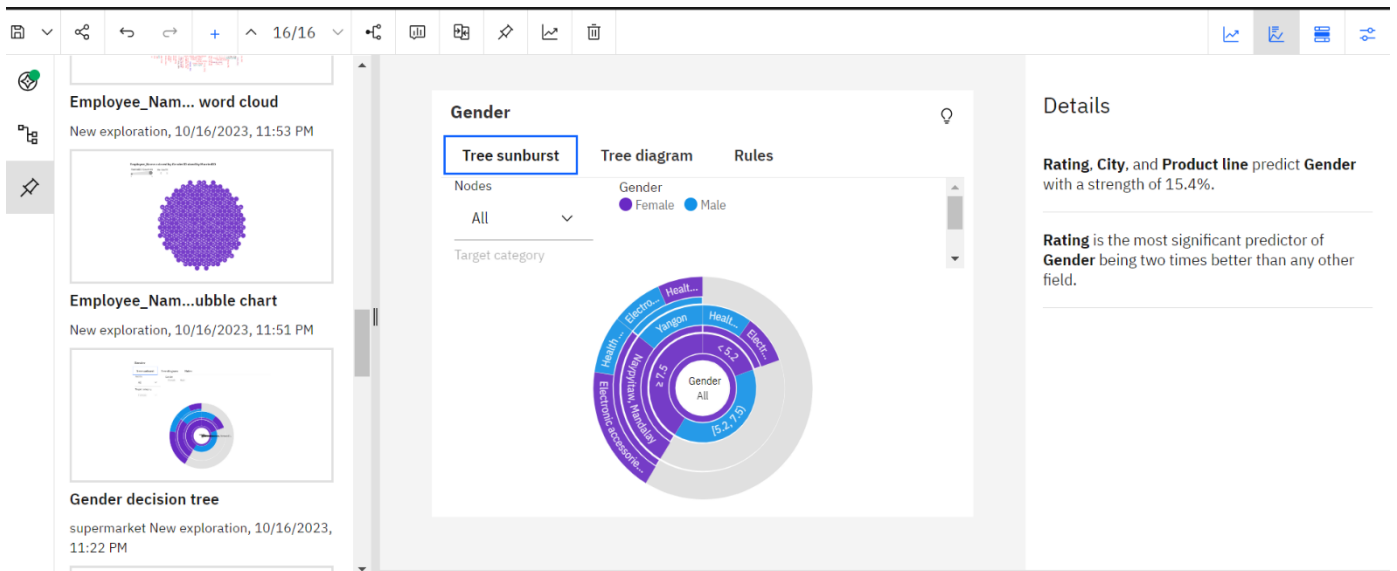 16/16
Employee_Nam... word cloud
New exploration, 10/16/2023, 11:53 PM
Employee_Nam...ubble chart
New exploration, 10/16/2023, 11:51 PM
Gender decision tree
supermarket New exploration, 10/16/2023,
11:22 PM
Gender
Tree sunburst Tree diagram Rules
Nodes
All
Target category
Gender
Female Male
Healt...
Electro...
Health ...
Yangon
Healt...
Electr...
< 5.2
≥ 7.5
[5.2, 7.5)
Naypyitaw, Mandalay
Electronic accessorie...
Gender
All
Details
Rating, City, and Product line predict Gender
with a strength of 15.4%.
Rating is the most significant predictor of
Gender being two times better than any other
field.